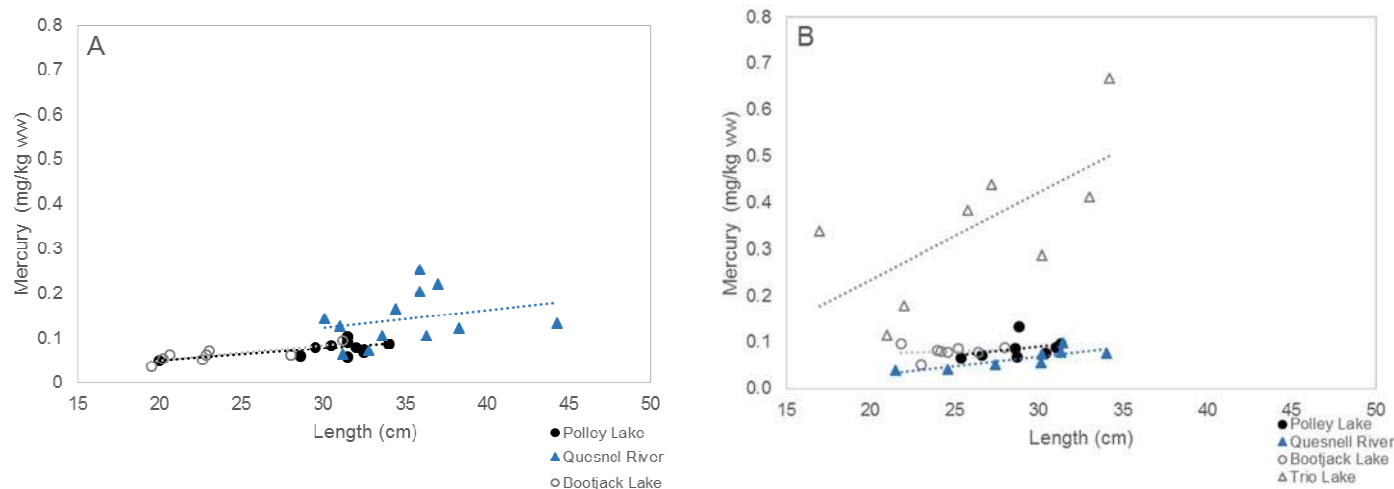 A
0.8
0.7
0.6
0.5
0.4
0.3
0.2
0.1
0
Mercury (mg/kg ww)
15 20 25 30 35 40 45 50
Length (cm)
Polley Lake
Quesnel River
Bootjack Lake
B
0.8
0.7
0.6
0.5
0.4
0.3
0.2
0.1
0.0
Mercury (mg/kg ww)
15 20 25 30 35 40 45 50
Length (cm)
Polley Lake
Quesnell River
Bootjack Lake
Trio Lake